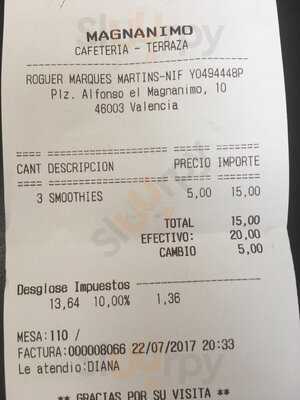 MAGNANIMO
CAFETERIA - TERRAZA
ROGUER MARQUES MARTINS-NIF Y0494448P
Plz. Alfonso el Magnanimo, 10
46003 Valencia
CANT DESCRIPCION PRECIO IMPORTE
3 SMOOTHIES 5,00 15,00
TOTAL 15,00
EFECTIVO: 20,00
CAMBIO 5,00
Desglose Impuestos
13,64 10,00% 1,36
MESA:110 /
FACTURA:000008066 22/07/2017 20:33
Le atendio:DIANA
** GRACIAS POR SU VISITA **